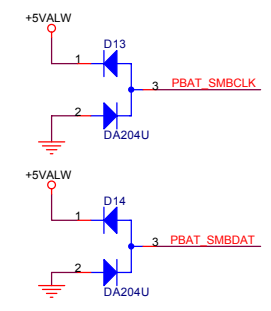 +5VALW
D13
1
3 PBAT_SMBCLK
2
DA204U
+5VALW
D14
1
3 PBAT_SMBDAT
2
DA204U